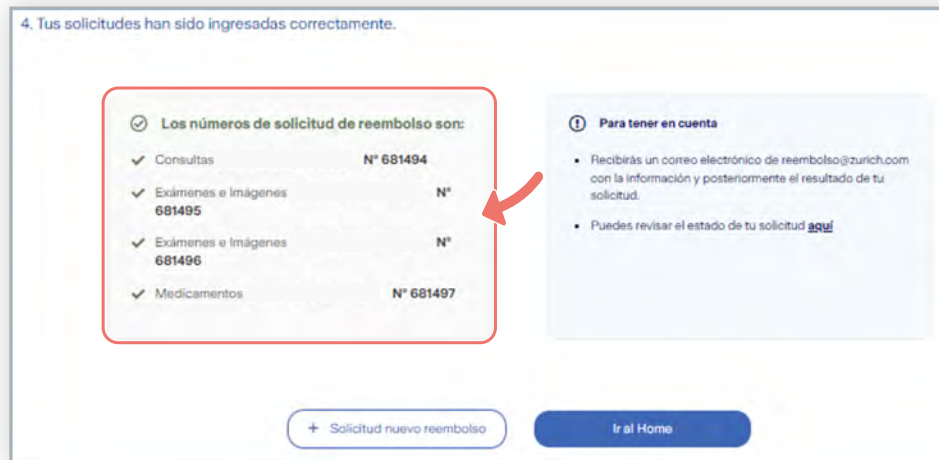 4. Tus solicitudes han sido ingresadas correctamente.
Los números de solicitud de reembolso son:
Consultas N° 681494
Exámenes e Imágenes N°
681495
Exámenes e Imágenes N°
681496
Medicamentos N° 681497
Para tener en cuenta
• Recibirás un correo electrónico de reembolso@zurich.com
con la información y posteriormente el resultado de tu
solicitud.
• Puedes revisar el estado de tu solicitud aquí
+ Solicitud nuevo reembolso
Ir al Home